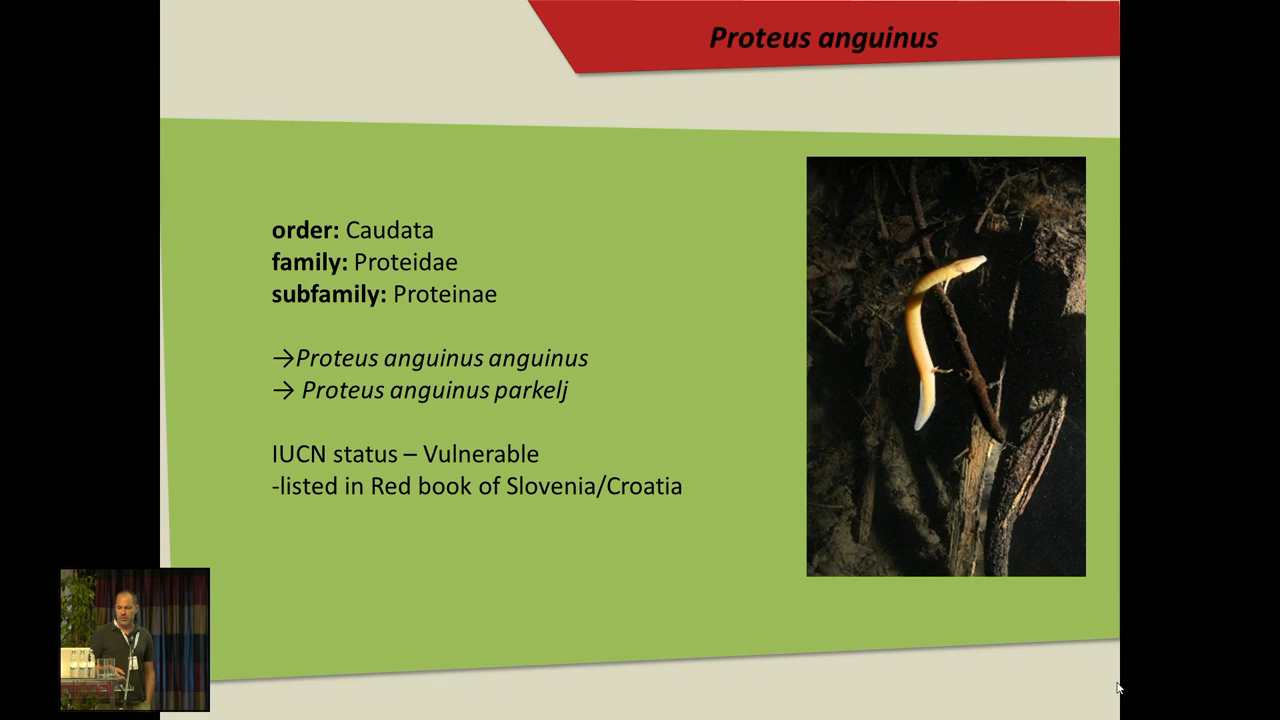 Proteus anguinus
order: Caudata
family: Proteidae
subfamily: Proteinae
→Proteus anguinus anguinus
→ Proteus anguinus parkelj
IUCN status – Vulnerable
-listed in Red book of Slovenia/Croatia